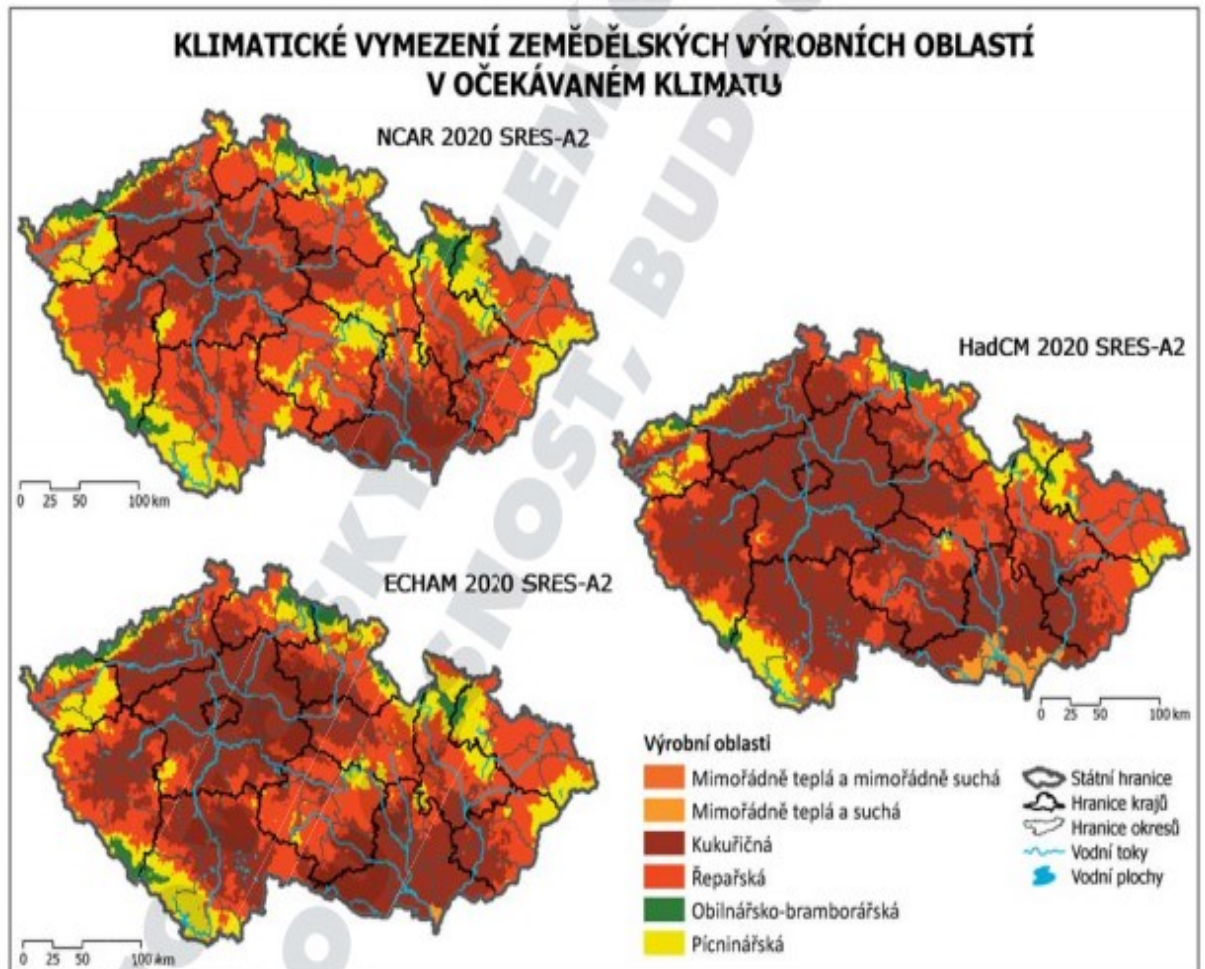 KLIMATICKÉ VYMEZENÍ ZEMĚDĚLSKÝCH VÝROBNÍCH OBLASTÍ
V OČEKÁVANÉM KLIMATU
NCAR 2020 SRES-A2
0 25 50 100 km
HadCM 2020 SRES-A2
0 25 50 100 km
ECHAM 2020 SRES-A2
0 25 50 100 km
Výrobní oblasti
Mimořádně teplá a mimořádně suchá
Mimořádně teplá a suchá
Kukuřičná
Řepařská
Obilnářsko-bramborářská
Pícninářská
Státní hranice
Hranice krajů
Hranice okresů
Vodní toky
Vodní plochy